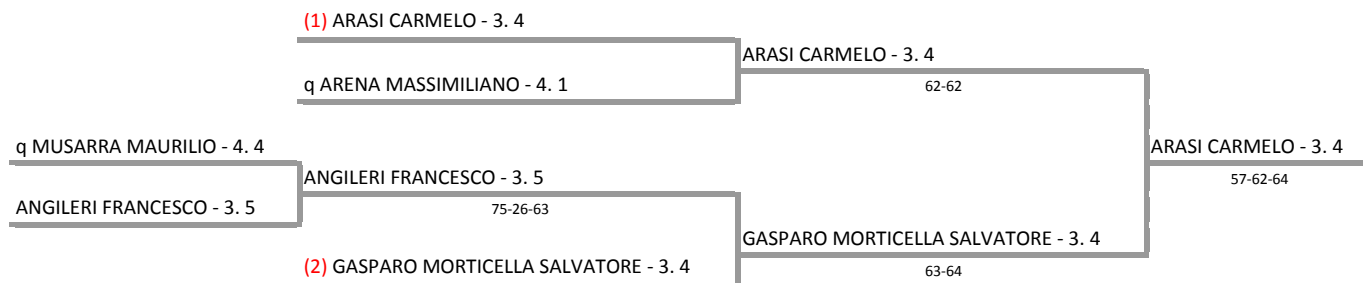 (1) ARASI CARMELO - 3. 4
ARASI CARMELO - 3. 4
q ARENA MASSIMILIANO - 4. 1
62-62
q MUSARRA MAURILIO - 4. 4
ARASI CARMELO - 3. 4
ANGILERI FRANCESCO - 3. 5
57-62-64
ANGILERI FRANCESCO - 3. 5
75-26-63
GASPARO MORTICELLA SALVATORE - 3. 4
(2) GASPARO MORTICELLA SALVATORE - 3. 4
63-64